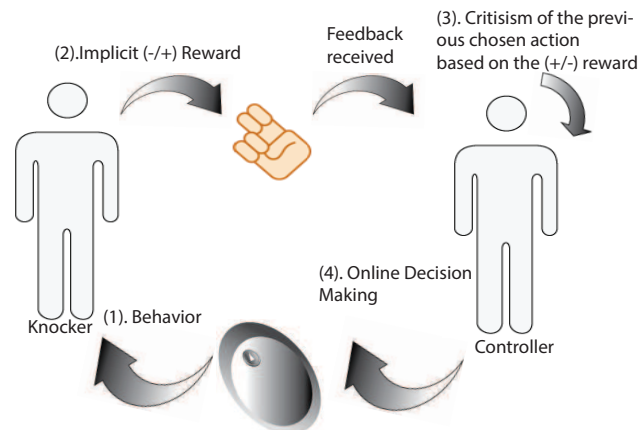 (2).Implicit (-/+) Reward
Feedback
received
(3). Critisism of the previ-
ous chosen action
based on the (+/-) reward
(4). Online Decision
Making
(1). Behavior
Knocker
Controller